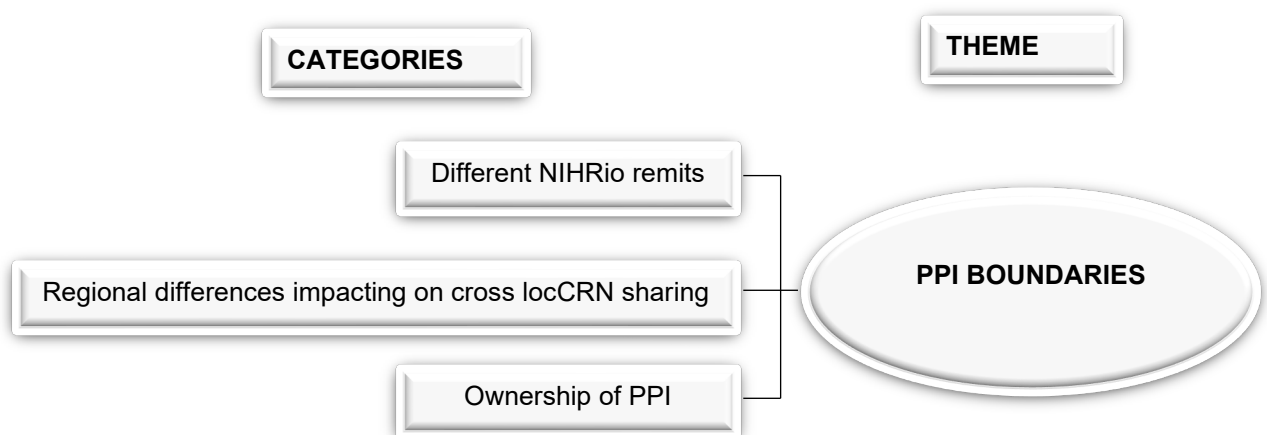 CATEGORIES
THEME
Different NIHRio remits
Regional differences impacting on cross locCRN sharing
PPI BOUNDARIES
Ownership of PPI